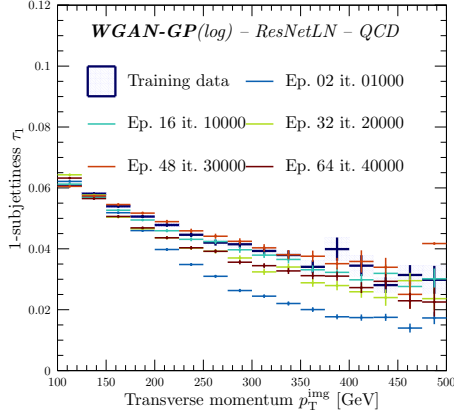 WGAN-GP(log) – ResNetLN – QCD
Training data
Ep. 02 it. 01000
Ep. 16 it. 10000
Ep. 32 it. 20000
Ep. 48 it. 30000
Ep. 64 it. 40000
1-subjettiness τ₁
0.12
0.1
0.08
0.06
0.04
0.02
0
100 150 200 250 300 350 400 450 500
Transverse momentum p_T^img [GeV]